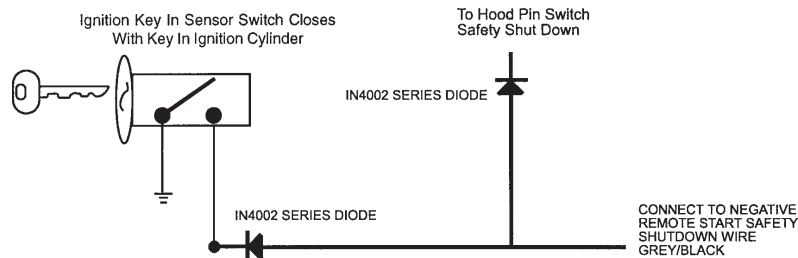 Ignition Key In Sensor Switch Closes
With Key In Ignition Cylinder
To Hood Pin Switch
Safety Shut Down
IN4002 SERIES DIODE
IN4002 SERIES DIODE
CONNECT TO NEGATIVE
REMOTE START SAFETY
SHUTDOWN WIRE
GREY/BLACK